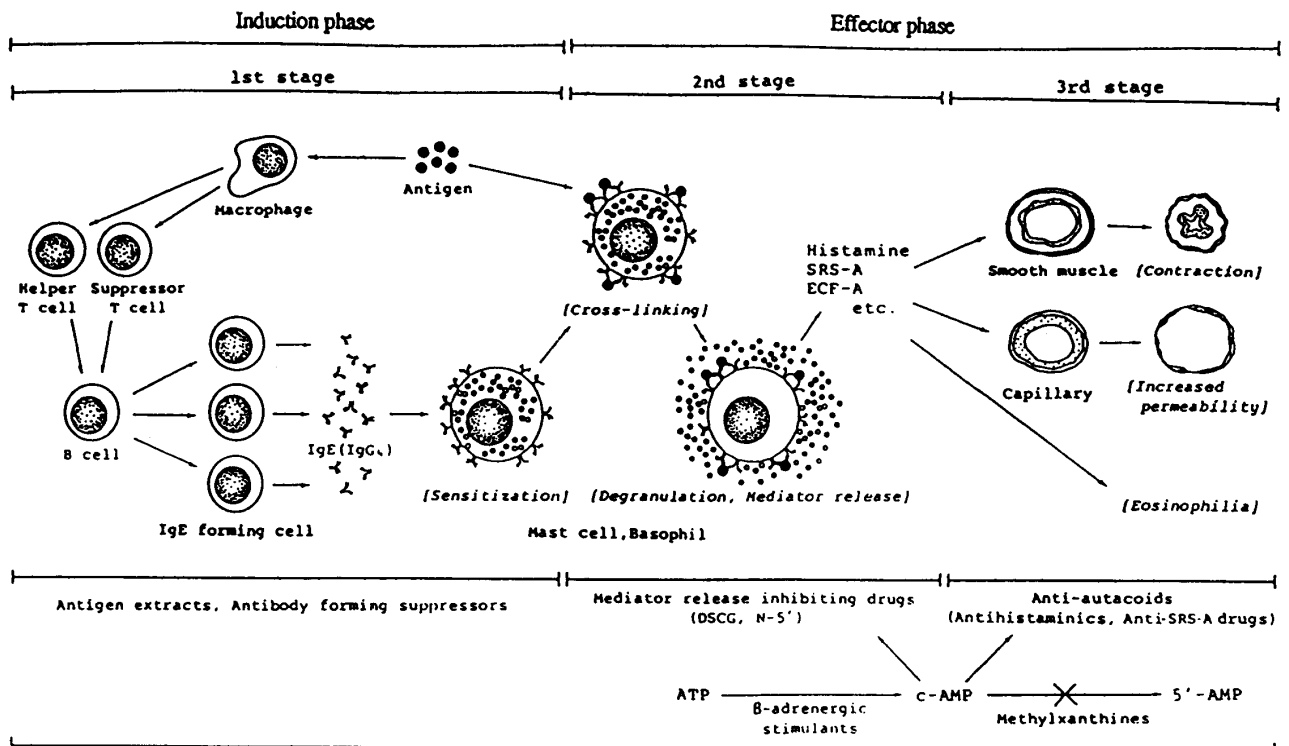 Induction phase
Effector phase
1st stage
2nd stage
3rd stage
Antigen
Macrophage
Helper
T cell
Suppressor
T cell
B cell
IgE forming cell
IgE(IgG₄)
[Sensitization]
[Cross-linking]
[Degranulation, Mediator release]
Mast cell,Basophil
Histamine
SRS-A
ECF-A
etc.
Smooth muscle
[Contraction]
Capillary
[Increased
permeability]
[Eosinophilia]
Antigen extracts, Antibody forming suppressors
Mediator release inhibiting drugs
(DSCG, N-5')
Anti-autacoids
(Antihistaminics, Anti-SRS-A drugs)
ATP
β-adrenergic
stimulants
c-AMP
Methylxanthines
5'-AMP